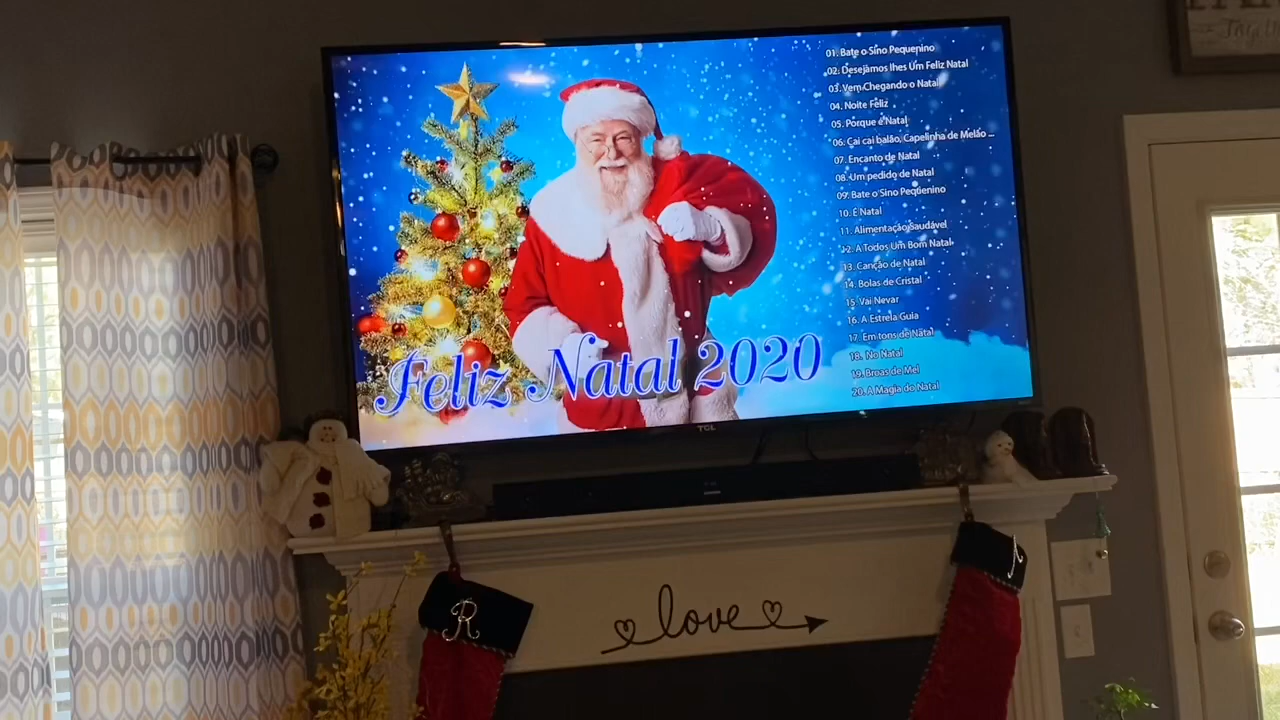 01. Bate o Sino Pequenino
02. Desejamos lhes Um Feliz Natal
03. Vem Chegando o Natal
04. Noite Feliz
05. Porque é Natal
06. Cai cai balão, Capelinha de Melão ...
07. Encanto de Natal
08. Um pedido de Natal
09. Bate o Sino Pequenino
10. É Natal
11. Alimentação Saudável
12. A Todos Um Bom Natal
13. Canção de Natal
14. Bolas de Cristal
15. Vai Nevar
16. A Estrela Guia
17. Em tons de Natal
18. No Natal
19. Broas de Mel
20. A Magia do Natal
Feliz Natal 2020
TCL
love
R